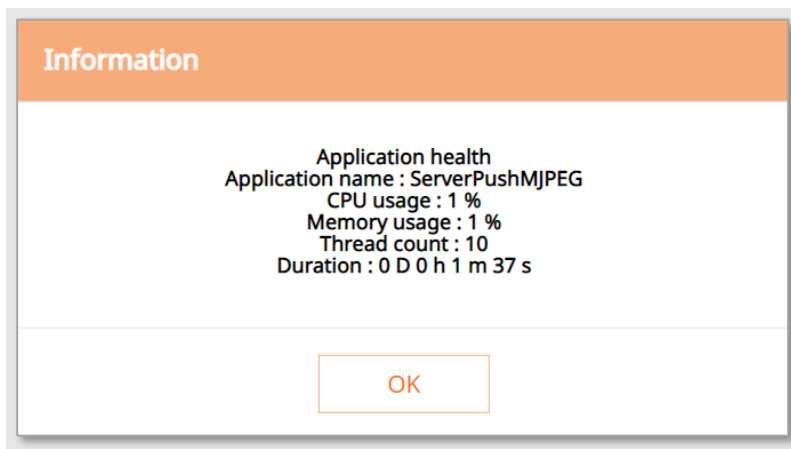 Information
Application health
Application name : ServerPushMJPEG
CPU usage : 1 %
Memory usage : 1 %
Thread count : 10
Duration : 0 D 0 h 1 m 37 s
OK